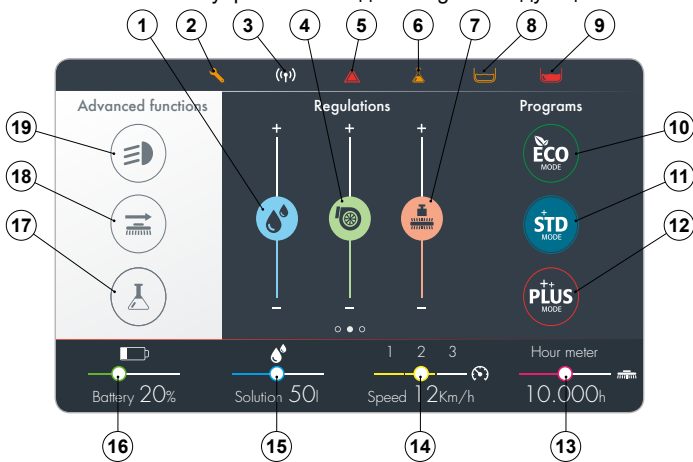 1 2 3 4 5 6 7 8 9
Advanced functions Regulations Programs
+ + +
19 10
ECO
MODE
18 11
+
STD
MODE
17 12
++
PLUS
MODE
− − −
1 2 3 Hour meter
Battery 20% Solution 50l Speed 12Km/h 10.000h
16 15 14 13